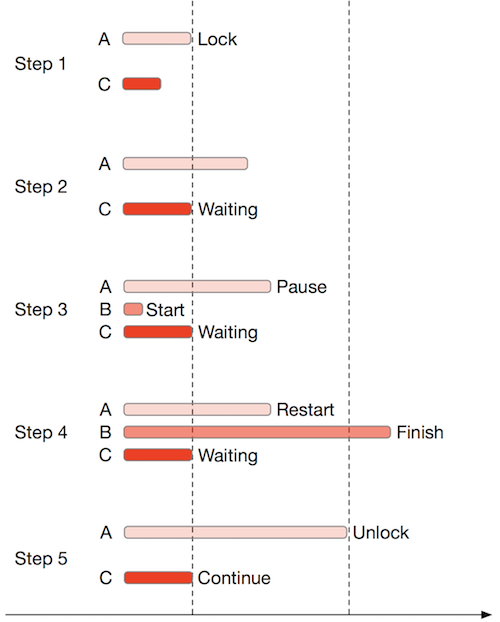 A Lock
Step 1
C
A
Step 2
C Waiting
A Pause
Step 3 B Start
C Waiting
A Restart
Step 4 B Finish
C Waiting
A Unlock
Step 5
C Continue